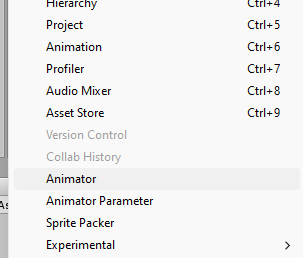 Hierarchy Ctrl+4
Project Ctrl+5
Animation Ctrl+6
Profiler Ctrl+7
Audio Mixer Ctrl+8
Asset Store Ctrl+9
Version Control
Collab History
Animator
Animator Parameter
Sprite Packer
Experimental